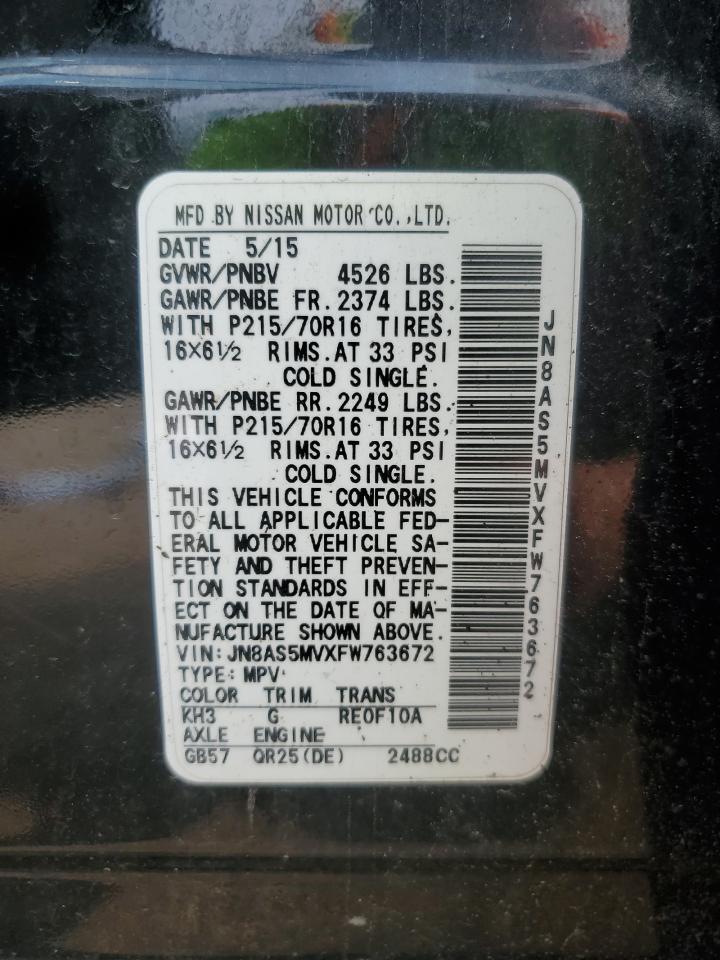 MFD BY NISSAN MOTOR CO.,LTD.
DATE 5/15
GVWR/PNBV 4526 LBS.
GAWR/PNBE FR. 2374 LBS.
WITH P215/70R16 TIRES,
16X6½ RIMS.AT 33 PSI
COLD SINGLE.
GAWR/PNBE RR. 2249 LBS.
WITH P215/70R16 TIRES,
16X6½ RIMS.AT 33 PSI
COLD SINGLE.
THIS VEHICLE CONFORMS
TO ALL APPLICABLE FED-
ERAL MOTOR VEHICLE SA-
FETY AND THEFT PREVEN-
TION STANDARDS IN EFF-
ECT ON THE DATE OF MA-
NUFACTURE SHOWN ABOVE.
VIN: JN8AS5MVXFW763672
TYPE: MPV
COLOR TRIM TRANS
KH3 G RE0F10A
AXLE ENGINE
GB57 QR25(DE) 2488CC
JN8AS5MVXFW763672